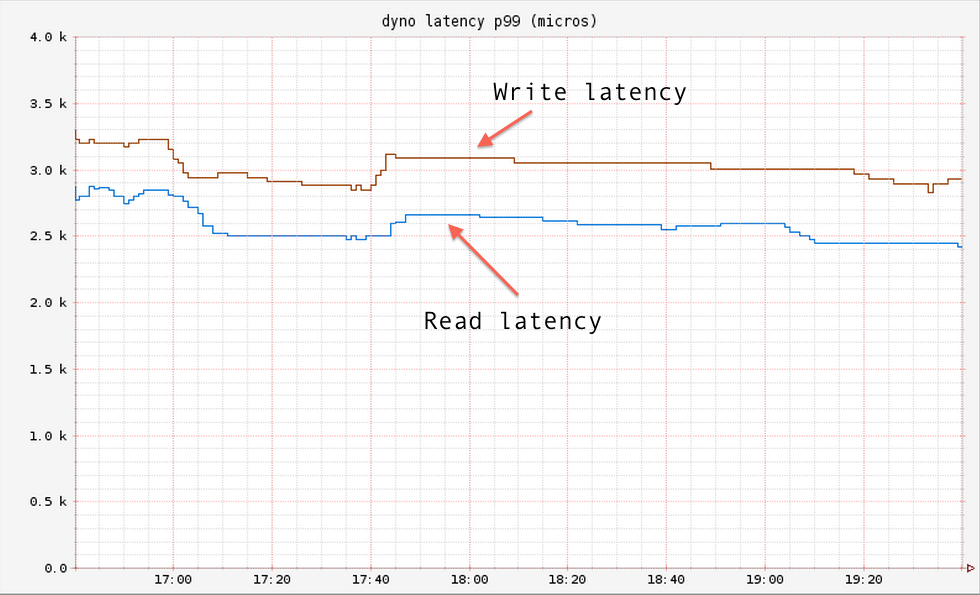 dyno latency p99 (micros)
4.0 k
3.5 k
3.0 k
2.5 k
2.0 k
1.5 k
1.0 k
0.5 k
0.0
Write latency
Read latency
17:00 17:20 17:40 18:00 18:20 18:40 19:00 19:20